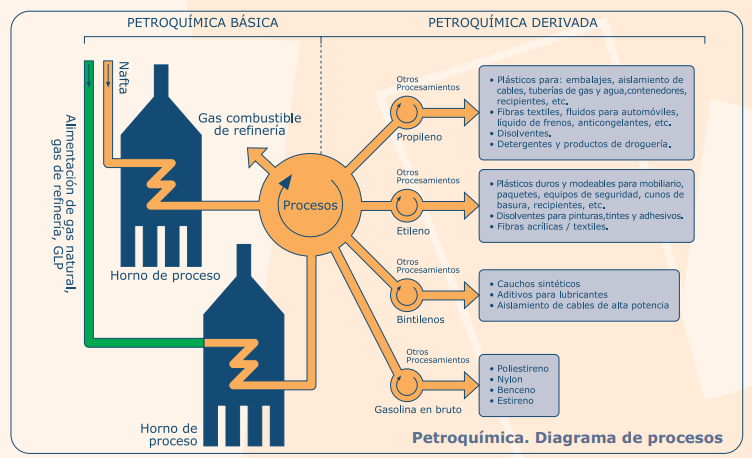 PETROQUÍMICA BÁSICA
PETROQUÍMICA DERIVADA
Nafta
Alimentación de gas natural,
gas de refinería, GLP
Gas combustible
de refinería
Horno de proceso
Horno de
proceso
Procesos
Otros
Procesamientos
Propileno
• Plásticos para: embalajes, aislamiento de
cables, tuberías de gas y agua,contenedores,
recipientes, etc.
• Fibras textiles, fluidos para automóviles,
líquido de frenos, anticongelantes, etc.
• Disolventes.
• Detergentes y productos de droguería.
Otros
Procesamientos
Etileno
• Plásticos duros y modeables para mobiliario,
paquetes, equipos de seguridad, cunos de
basura, recipientes, etc.
• Disolventes para pinturas,tintes y adhesivos.
• Fibras acrílicas / textiles.
Otros
Procesamientos
Bintilenos
• Cauchos sintéticos
• Aditivos para lubricantes
• Aislamiento de cables de alta potencia
Otros
Procesamientos
Gasolina en bruto
• Poliestireno
• Nylon
• Benceno
• Estireno
Petroquímica. Diagrama de procesos